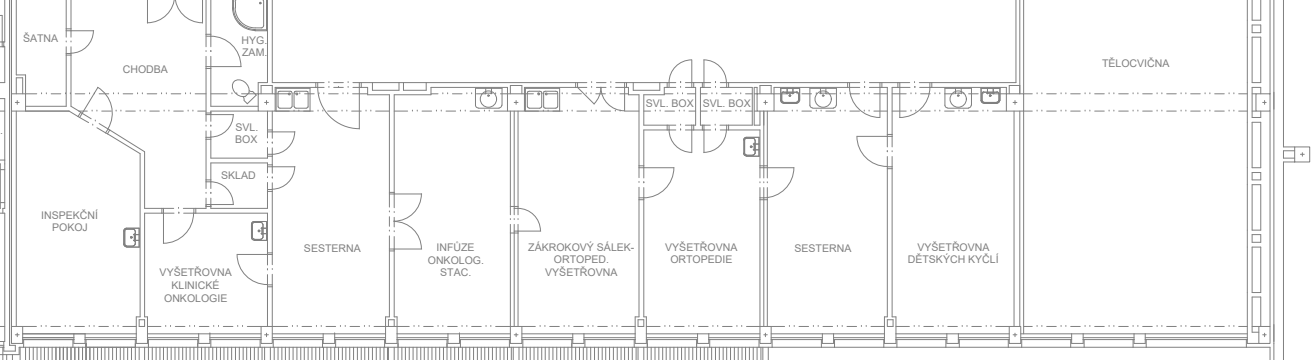 ŠATNA
CHODBA
HYG.
ZAM.
TĚLOCVIČNA
SVL. BOX
SVL. BOX
SVL.
BOX
SKLAD
INSPEKČNÍ
POKOJ
VYŠETŘOVNA
KLINICKÉ
ONKOLOGIE
SESTERNA
INFÚZE
ONKOLOG.
STAC.
ZÁKROKOVÝ SÁLEK-
ORTOPED.
VYŠETŘOVNA
VYŠETŘOVNA
ORTOPEDIE
SESTERNA
VYŠETŘOVNA
DĚTSKÝCH KYČLÍ